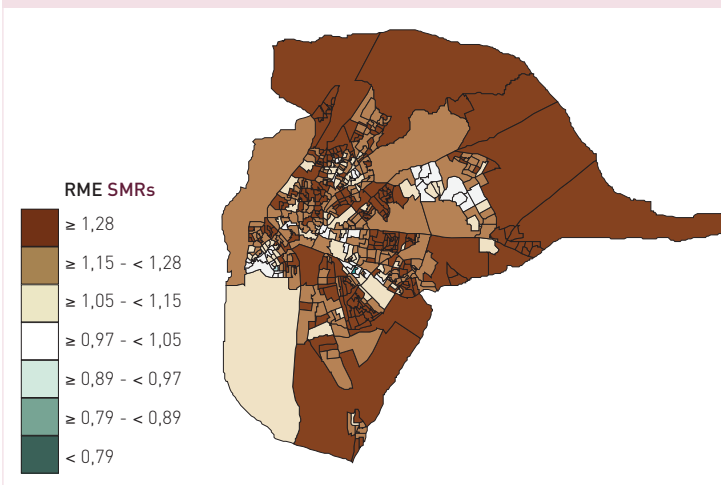 RME SMRs
≥ 1,28
≥ 1,15 - < 1,28
≥ 1,05 - < 1,15
≥ 0,97 - < 1,05
≥ 0,89 - < 0,97
≥ 0,79 - < 0,89
< 0,79